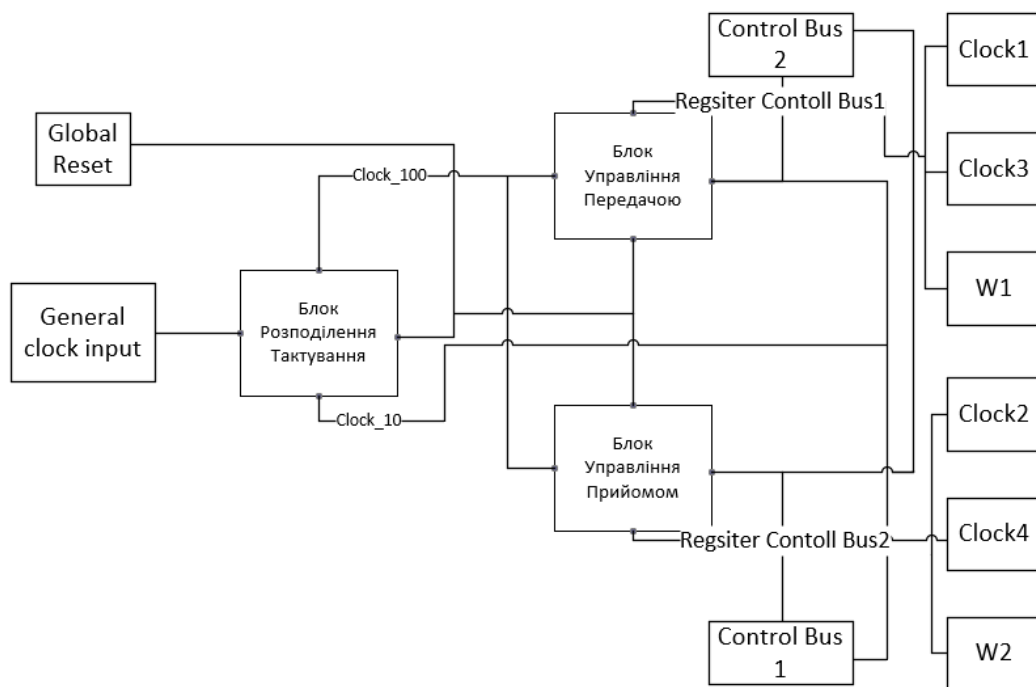 Control Bus
2
Clock1
Regsiter Contoll Bus1
Global
Reset
Блок
Управління
Передачою
Clock3
Clock_100
General
clock input
Блок
Розподілення
Тактування
W1
Clock_10
Clock2
Блок
Управління
Прийомом
Regsiter Contoll Bus2
Clock4
Control Bus
1
W2